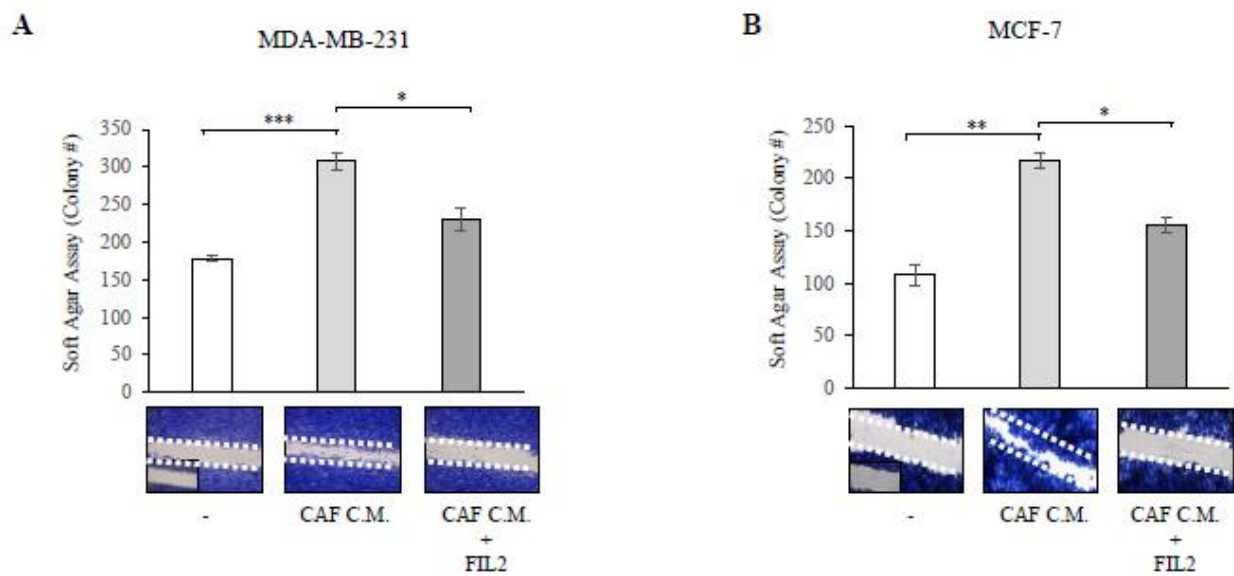 A
MDA-MB-231
***
*
Soft Agar Assay (Colony #)
350
300
250
200
150
100
50
0
-
CAF C.M.
CAF C.M.
+
FIL2
B
MCF-7
**
*
Soft Agar Assay (Colony #)
250
200
150
100
50
0
-
CAF C.M.
CAF C.M.
+
FIL2